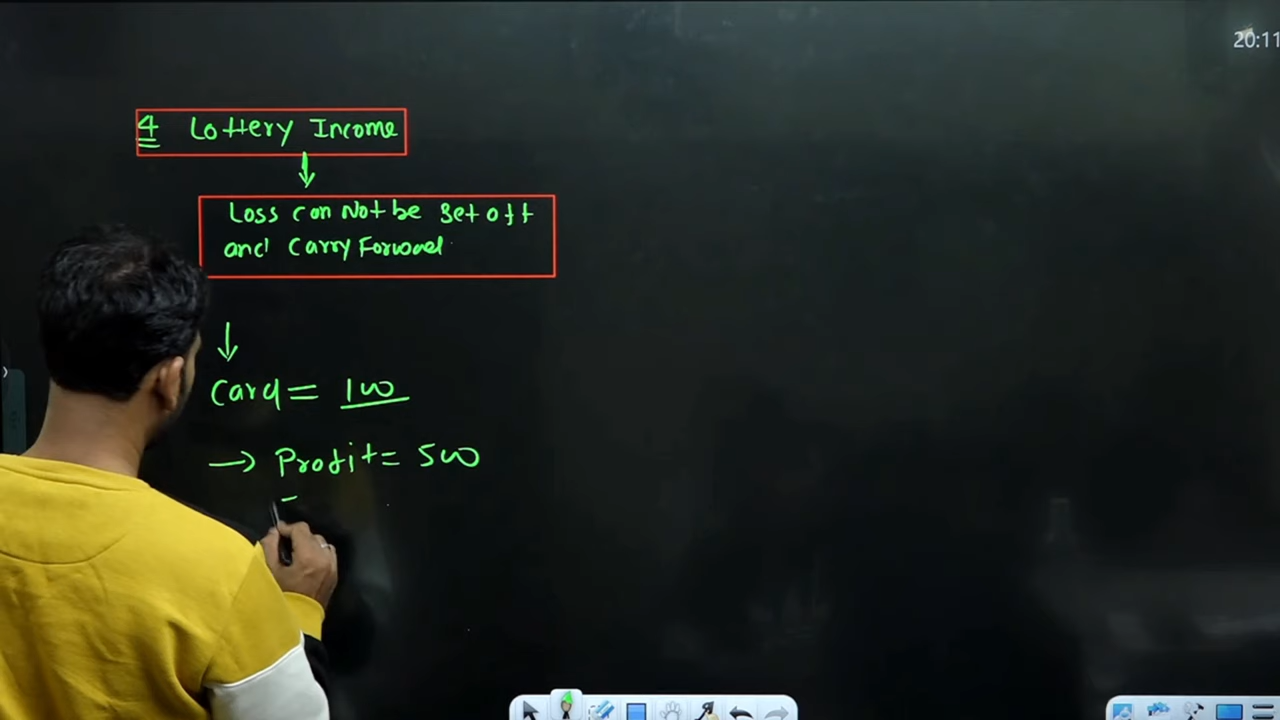 20:11
4 Lottery Income
Loss can Not be Set off
and Carry Forward
Card = 100
→ Profit = 500